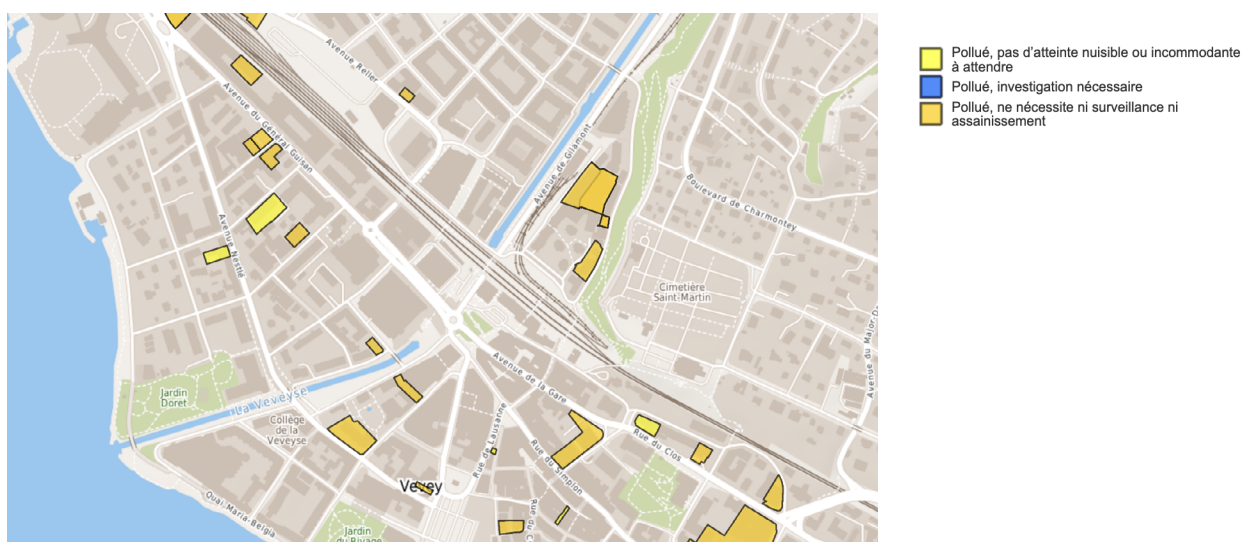 Avenue Reller
Avenue du Général Guisan
Avenue de Gilamont
Boulevard de Charmontey
Avenue Nestlé
Cimetière
Saint-Martin
Avenue du Major-D
Avenue de la Gare
Jardin
Doret
La Veveyse
Collège
de la
Veveyse
Rue de Lausanne
Rue du Clos
Rue du Simplon
Vevey
Quai Maria-Belgia
Rue du C
Jardin
du Rivage
Pollué, pas d’atteinte nuisible ou incommodante
à attendre
Pollué, investigation nécessaire
Pollué, ne nécessite ni surveillance ni
assainissement